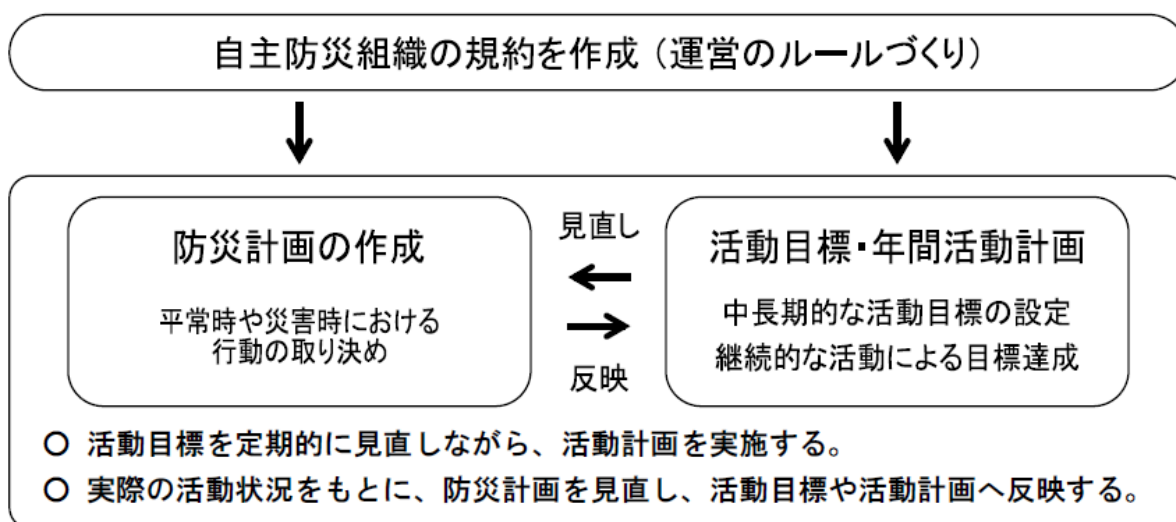 自主防災組織の規約を作成（運営のルールづくり）
防災計画の作成
平常時や災害時における
行動の取り決め
見直し
反映
活動目標・年間活動計画
中長期的な活動目標の設定
継続的な活動による目標達成
○ 活動目標を定期的に見直しながら、活動計画を実施する。
○ 実際の活動状況をもとに、防災計画を見直し、活動目標や活動計画へ反映する。